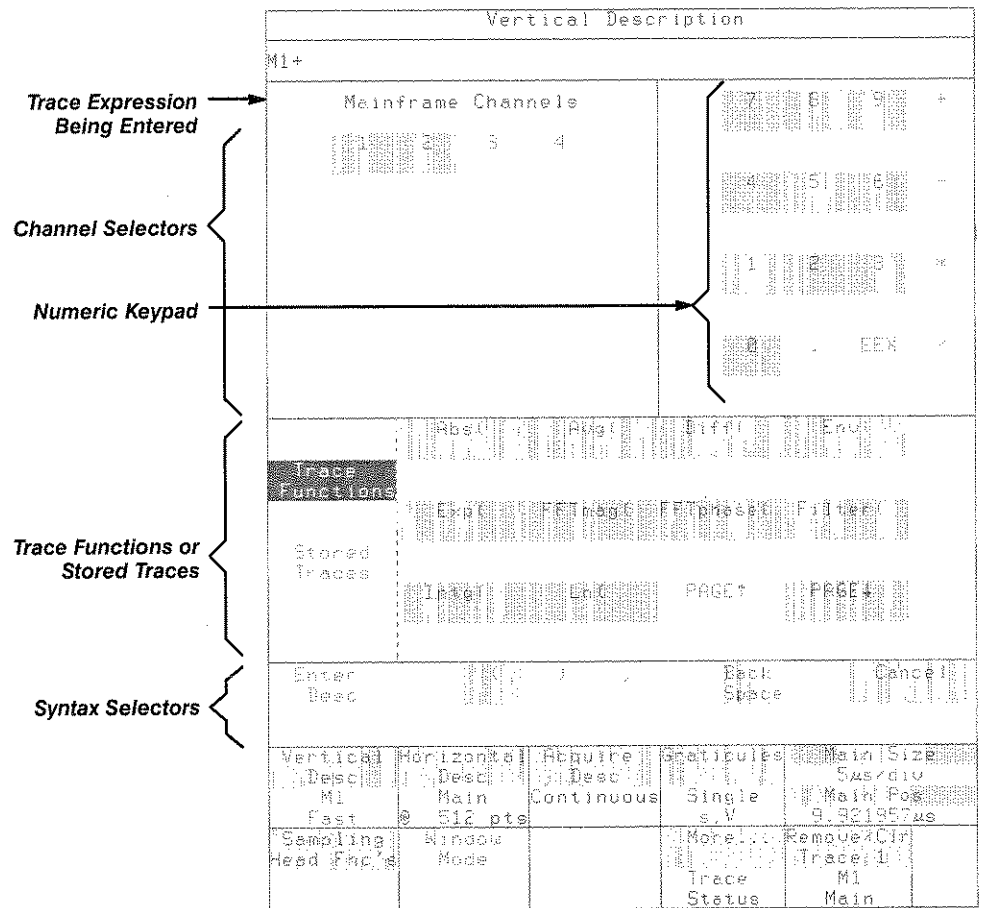 Vertical Description
M1+
Trace Expression
Being Entered
Mainframe Channels
7 8 9 +
1 2 3 4
4 5 6 -
Channel Selectors
1 2 3 *
Numeric Keypad
0 . EEX /
Abs( Avg( Diff( Env(
Trace
Functions
Exp( FFTmag( FFTphase( Filter(
Trace Functions or
Stored Traces
Stored
Traces
Intg( Ln( PAGE↑ PAGE↓
Enter
Desc
( ) ,
Back
Space
Cancel
Syntax Selectors
Vertical
Desc
M1
Fast
Horizontal
Desc
Main
@ 512 pts
Acquire
Desc
Continuous
Graticules
Single
s,V
Main Size
5µs/div
Main Pos
9.921957µs
Sampling
Head Fnc's
Window
Mode
More...
Trace
Status
Remove/Clr
Trace 1
M1
Main